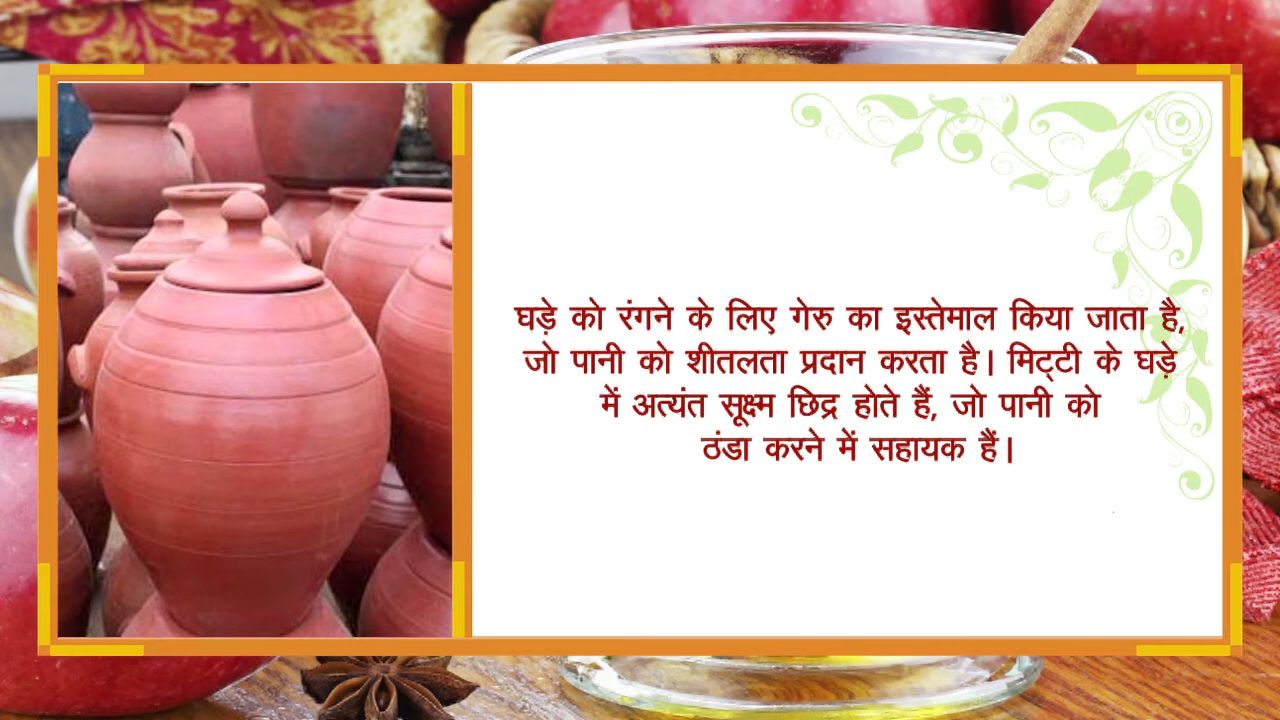 घड़े को रंगने के लिए गेरु का इस्तेमाल किया जाता है,
जो पानी को शीतलता प्रदान करता है। मिट्टी के घड़े
में अत्यंत सूक्ष्म छिद्र होते हैं, जो पानी को
ठंडा करने में सहायक हैं।